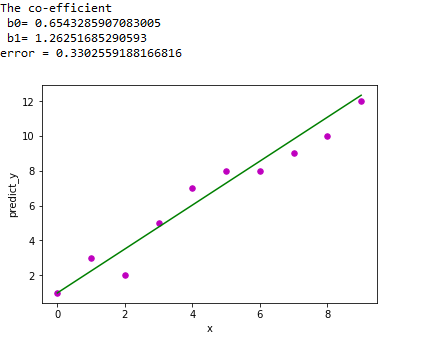 The co-efficient
b0= 0.6543285907083005
b1= 1.26251685290593
error = 0.3302559188166816
12
10
8
6
4
2
predict_y
0 2 4 6 8
x